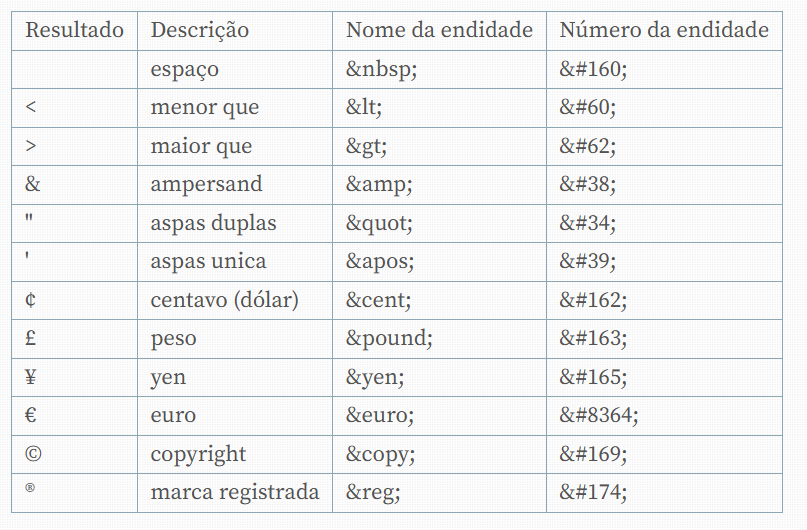 Resultado Descrição Nome da endidade Número da endidade
espaço &nbsp; &#160;
< menor que &lt; &#60;
> maior que &gt; &#62;
& ampersand &amp; &#38;
" aspas duplas &quot; &#34;
' aspas unica &apos; &#39;
¢ centavo (dólar) &cent; &#162;
£ peso &pound; &#163;
¥ yen &yen; &#165;
€ euro &euro; &#8364;
© copyright &copy; &#169;
® marca registrada &reg; &#174;